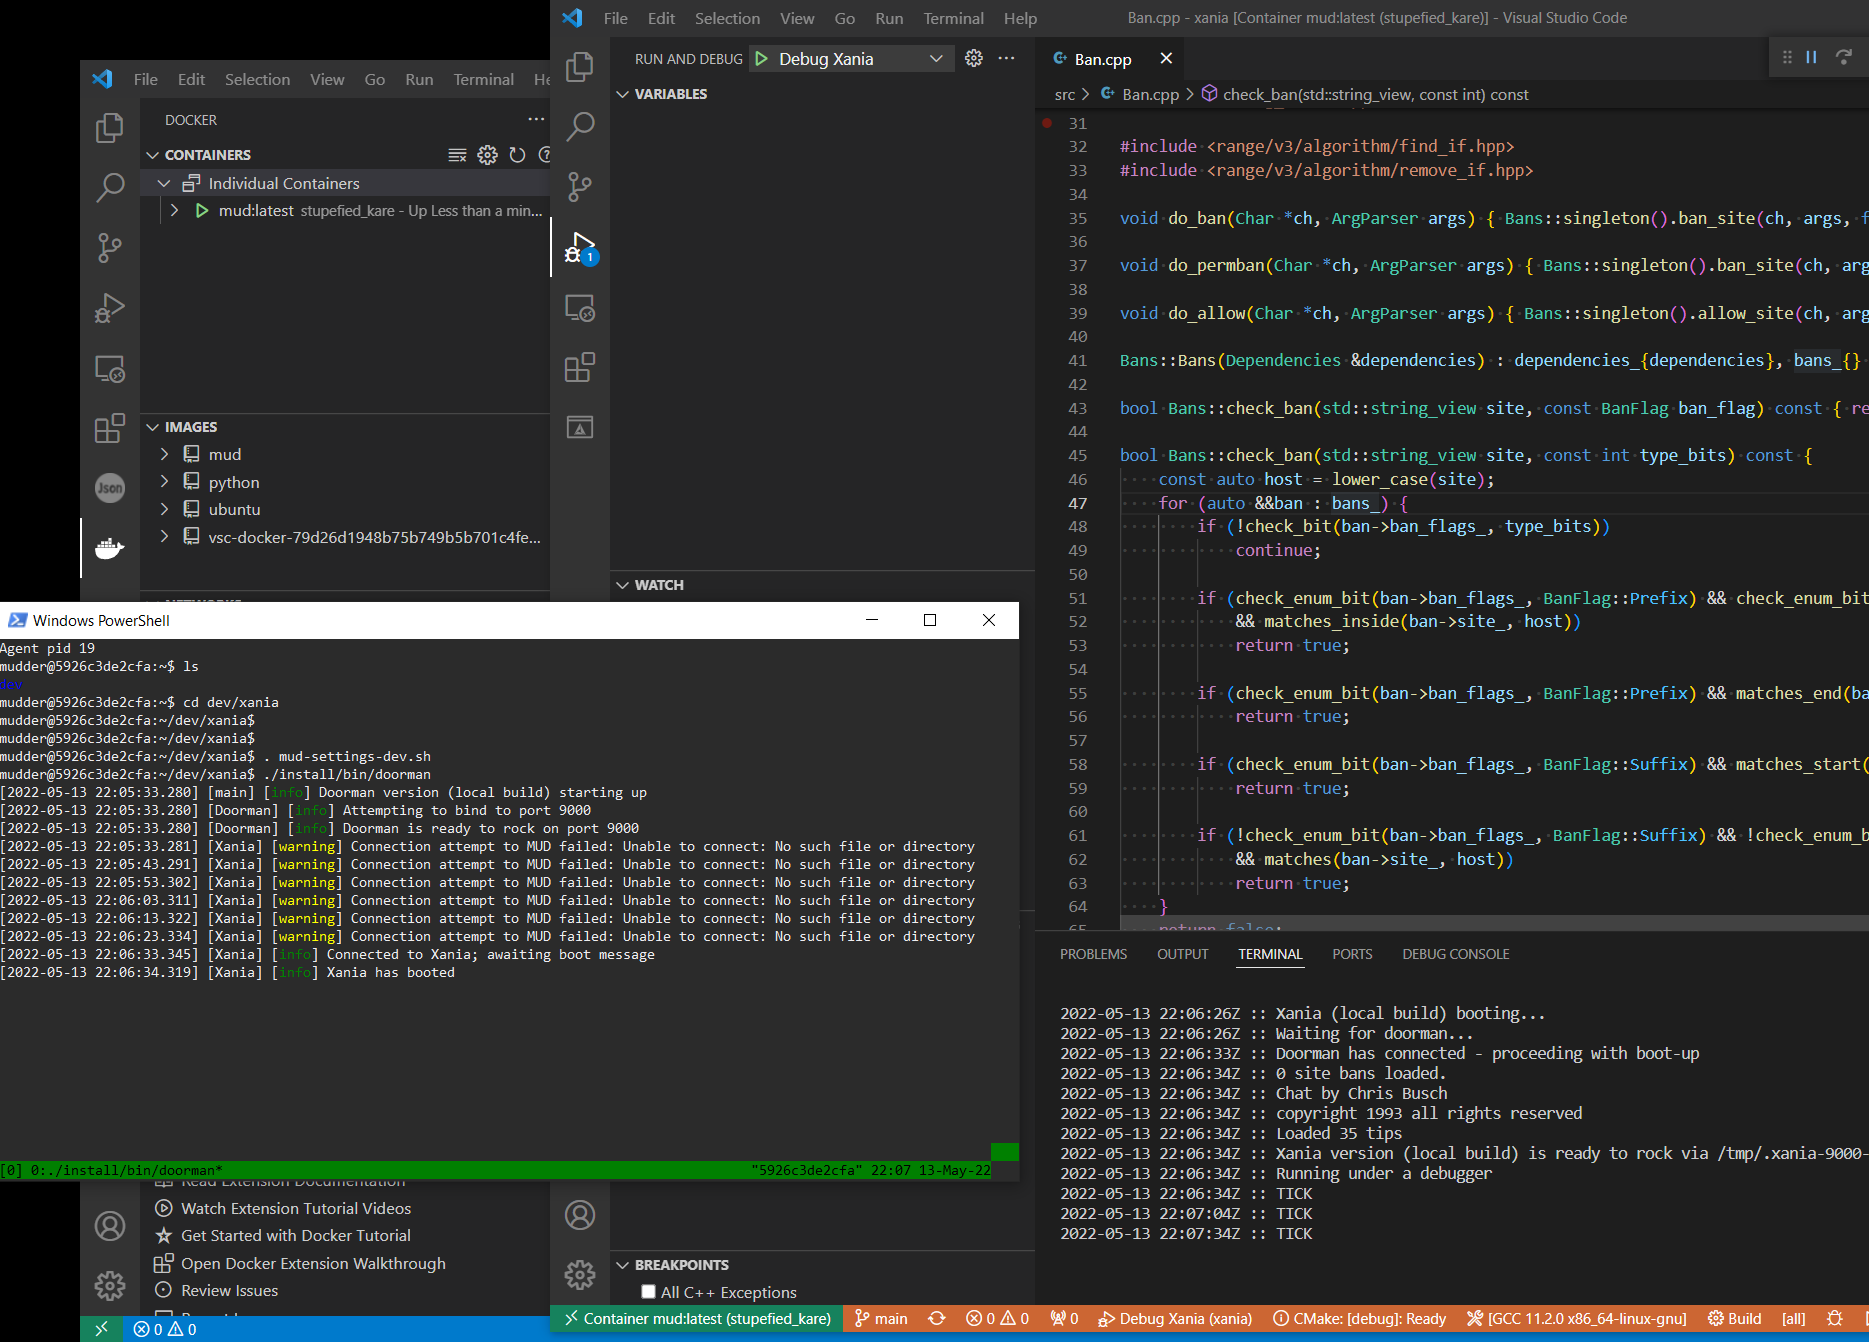 File Edit Selection View Go Run Terminal Help
Ban.cpp - xania [Container mud:latest (stupefied_kare)] - Visual Studio Code
File Edit Selection View Go Run Terminal
DOCKER
CONTAINERS
Individual Containers
mud:latest stupefied_kare - Up Less than a min...
IMAGES
mud
python
ubuntu
vsc-docker-79d26d1948b75b749b5b701c4fe...
Json
RUN AND DEBUG Debug Xania
VARIABLES
1
WATCH
Ban.cpp
src > Ban.cpp > check_ban(std::string_view, const int) const
31
32 #include <range/v3/algorithm/find_if.hpp>
33 #include <range/v3/algorithm/remove_if.hpp>
34
35 void do_ban(Char *ch, ArgParser args) { Bans::singleton().ban_site(ch, args, f
36
37 void do_permban(Char *ch, ArgParser args) { Bans::singleton().ban_site(ch, arg
38
39 void do_allow(Char *ch, ArgParser args) { Bans::singleton().allow_site(ch, arg
40
41 Bans::Bans(Dependencies &dependencies) : dependencies_{dependencies}, bans_{}
42
43 bool Bans::check_ban(std::string_view site, const BanFlag ban_flag) const { re
44
45 bool Bans::check_ban(std::string_view site, const int type_bits) const {
46 const auto host = lower_case(site);
47 for (auto &&ban : bans_) {
48 if (!check_bit(ban->ban_flags_, type_bits))
49 continue;
50
51 if (check_enum_bit(ban->ban_flags_, BanFlag::Prefix) && check_enum_bit
52 && matches_inside(ban->site_, host))
53 return true;
54
55 if (check_enum_bit(ban->ban_flags_, BanFlag::Prefix) && matches_end(ba
56 return true;
57
58 if (check_enum_bit(ban->ban_flags_, BanFlag::Suffix) && matches_start(
59 return true;
60
61 if (!check_enum_bit(ban->ban_flags_, BanFlag::Suffix) && !check_enum_b
62 && matches(ban->site_, host))
63 return true;
64 }
65 return false;
Windows PowerShell
Agent pid 19
mudder@5926c3de2cfa:~$ ls
dev
mudder@5926c3de2cfa:~$ cd dev/xania
mudder@5926c3de2cfa:~/dev/xania$
mudder@5926c3de2cfa:~/dev/xania$
mudder@5926c3de2cfa:~/dev/xania$ . mud-settings-dev.sh
mudder@5926c3de2cfa:~/dev/xania$ ./install/bin/doorman
[2022-05-13 22:05:33.280] [main] [info] Doorman version (local build) starting up
[2022-05-13 22:05:33.280] [Doorman] [info] Attempting to bind to port 9000
[2022-05-13 22:05:33.280] [Doorman] [info] Doorman is ready to rock on port 9000
[2022-05-13 22:05:33.281] [Xania] [warning] Connection attempt to MUD failed: Unable to connect: No such file or directory
[2022-05-13 22:05:43.291] [Xania] [warning] Connection attempt to MUD failed: Unable to connect: No such file or directory
[2022-05-13 22:05:53.302] [Xania] [warning] Connection attempt to MUD failed: Unable to connect: No such file or directory
[2022-05-13 22:06:03.311] [Xania] [warning] Connection attempt to MUD failed: Unable to connect: No such file or directory
[2022-05-13 22:06:13.322] [Xania] [warning] Connection attempt to MUD failed: Unable to connect: No such file or directory
[2022-05-13 22:06:23.334] [Xania] [warning] Connection attempt to MUD failed: Unable to connect: No such file or directory
[2022-05-13 22:06:33.345] [Xania] [info] Connected to Xania; awaiting boot message
[2022-05-13 22:06:34.319] [Xania] [info] Xania has booted
[0] 0:./install/bin/doorman* "5926c3de2cfa" 22:07 13-May-22
PROBLEMS OUTPUT TERMINAL PORTS DEBUG CONSOLE
2022-05-13 22:06:26Z :: Xania (local build) booting...
2022-05-13 22:06:26Z :: Waiting for doorman...
2022-05-13 22:06:33Z :: Doorman has connected - proceeding with boot-up
2022-05-13 22:06:34Z :: 0 site bans loaded.
2022-05-13 22:06:34Z :: Chat by Chris Busch
2022-05-13 22:06:34Z :: copyright 1993 all rights reserved
2022-05-13 22:06:34Z :: Loaded 35 tips
2022-05-13 22:06:34Z :: Xania version (local build) is ready to rock via /tmp/.xania-9000-
2022-05-13 22:06:34Z :: Running under a debugger
2022-05-13 22:06:34Z :: TICK
2022-05-13 22:07:04Z :: TICK
2022-05-13 22:07:34Z :: TICK
Read Extension Documentation
Watch Extension Tutorial Videos
Get Started with Docker Tutorial
Open Docker Extension Walkthrough
Review Issues
BREAKPOINTS
All C++ Exceptions
0 0
Container mud:latest (stupefied_kare) main 0 0 0 Debug Xania (xania) CMake: [debug]: Ready [GCC 11.2.0 x86_64-linux-gnu] Build [all]